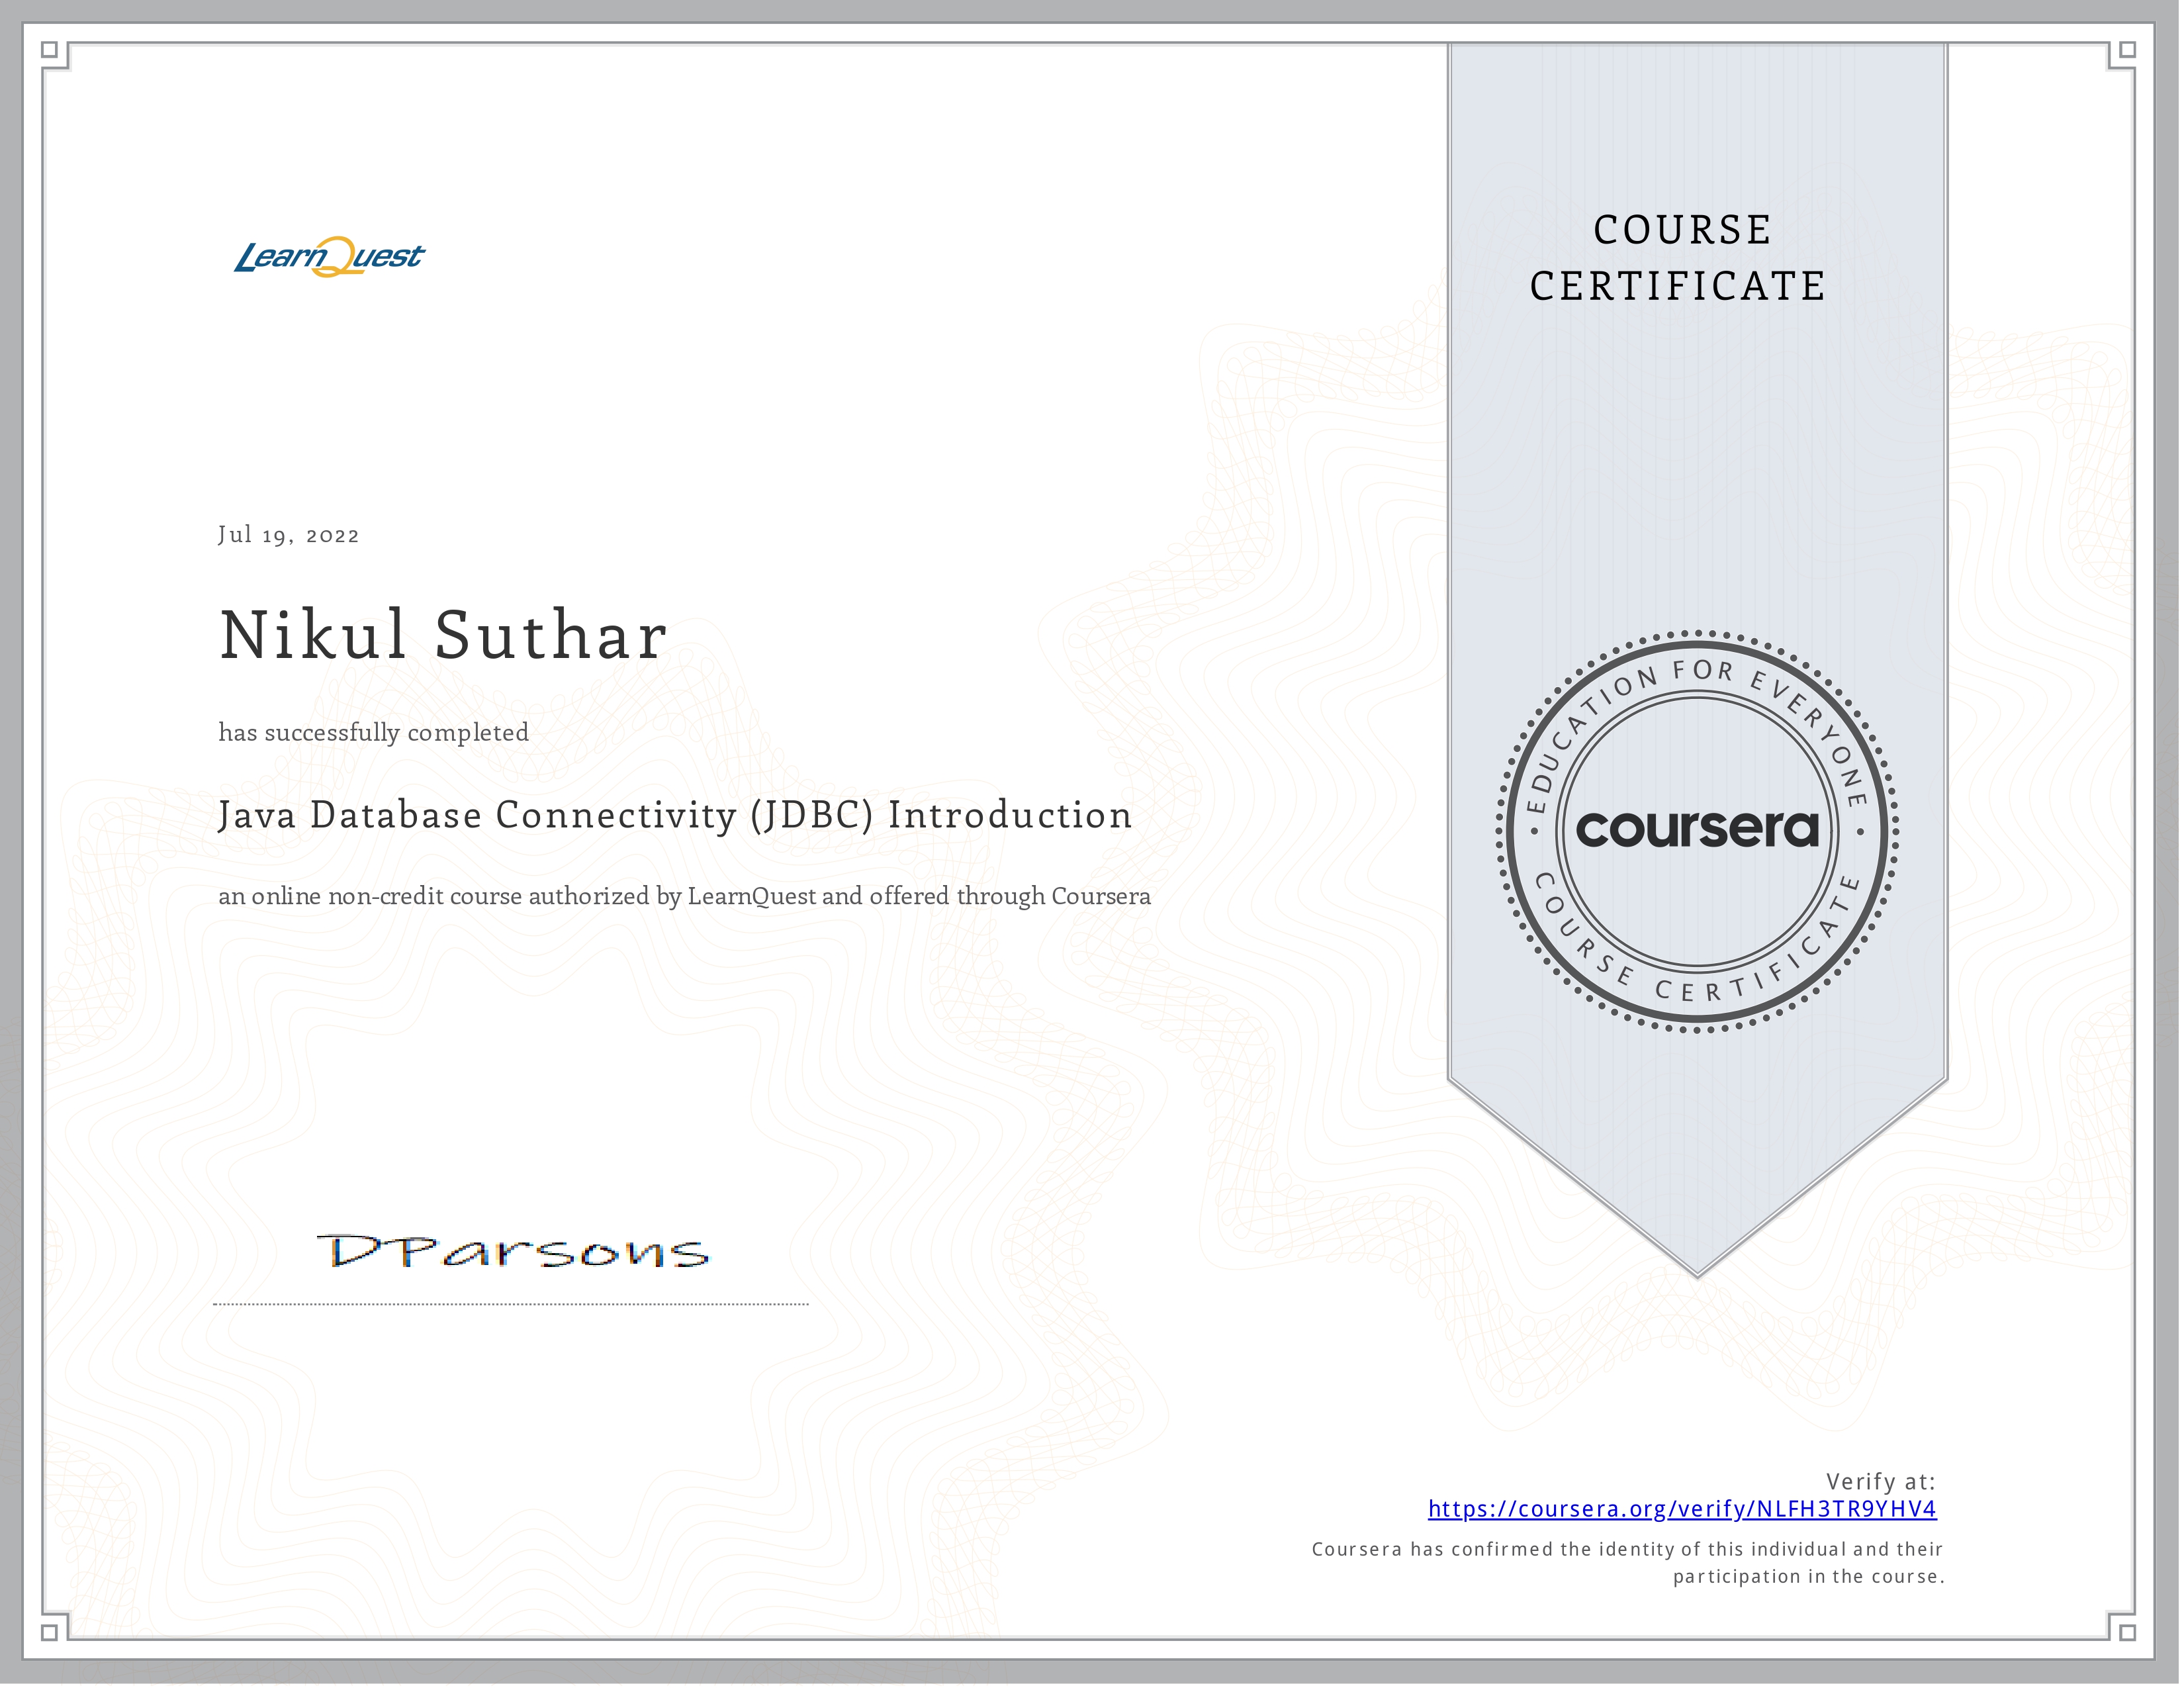 LearnQuest
COURSE
CERTIFICATE
Jul 19, 2022
Nikul Suthar
has successfully completed
Java Database Connectivity (JDBC) Introduction
an online non-credit course authorized by LearnQuest and offered through Coursera
EDUCATION FOR EVERYONE
coursera
COURSE CERTIFICATE
DParsons
Verify at:
https://coursera.org/verify/NLFH3TR9YHV4
Coursera has confirmed the identity of this individual and their
participation in the course.